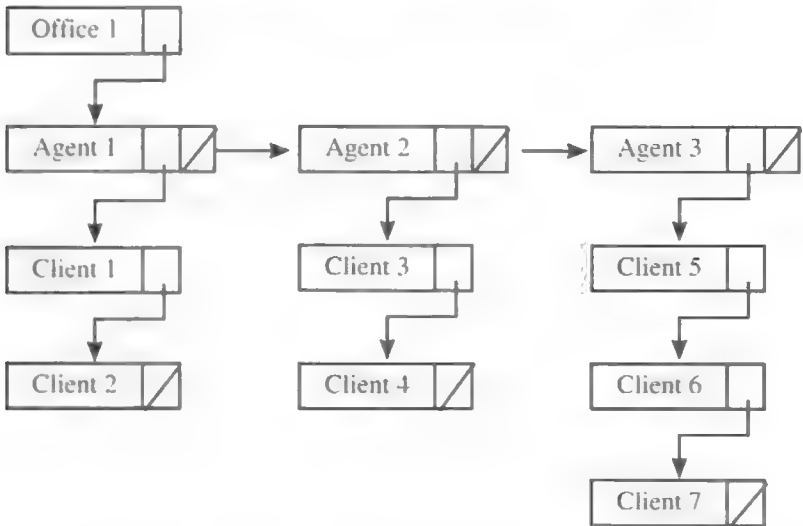 Office 1
Agent 1
Agent 2
Agent 3
Client 1
Client 3
Client 5
Client 2
Client 4
Client 6
Client 7